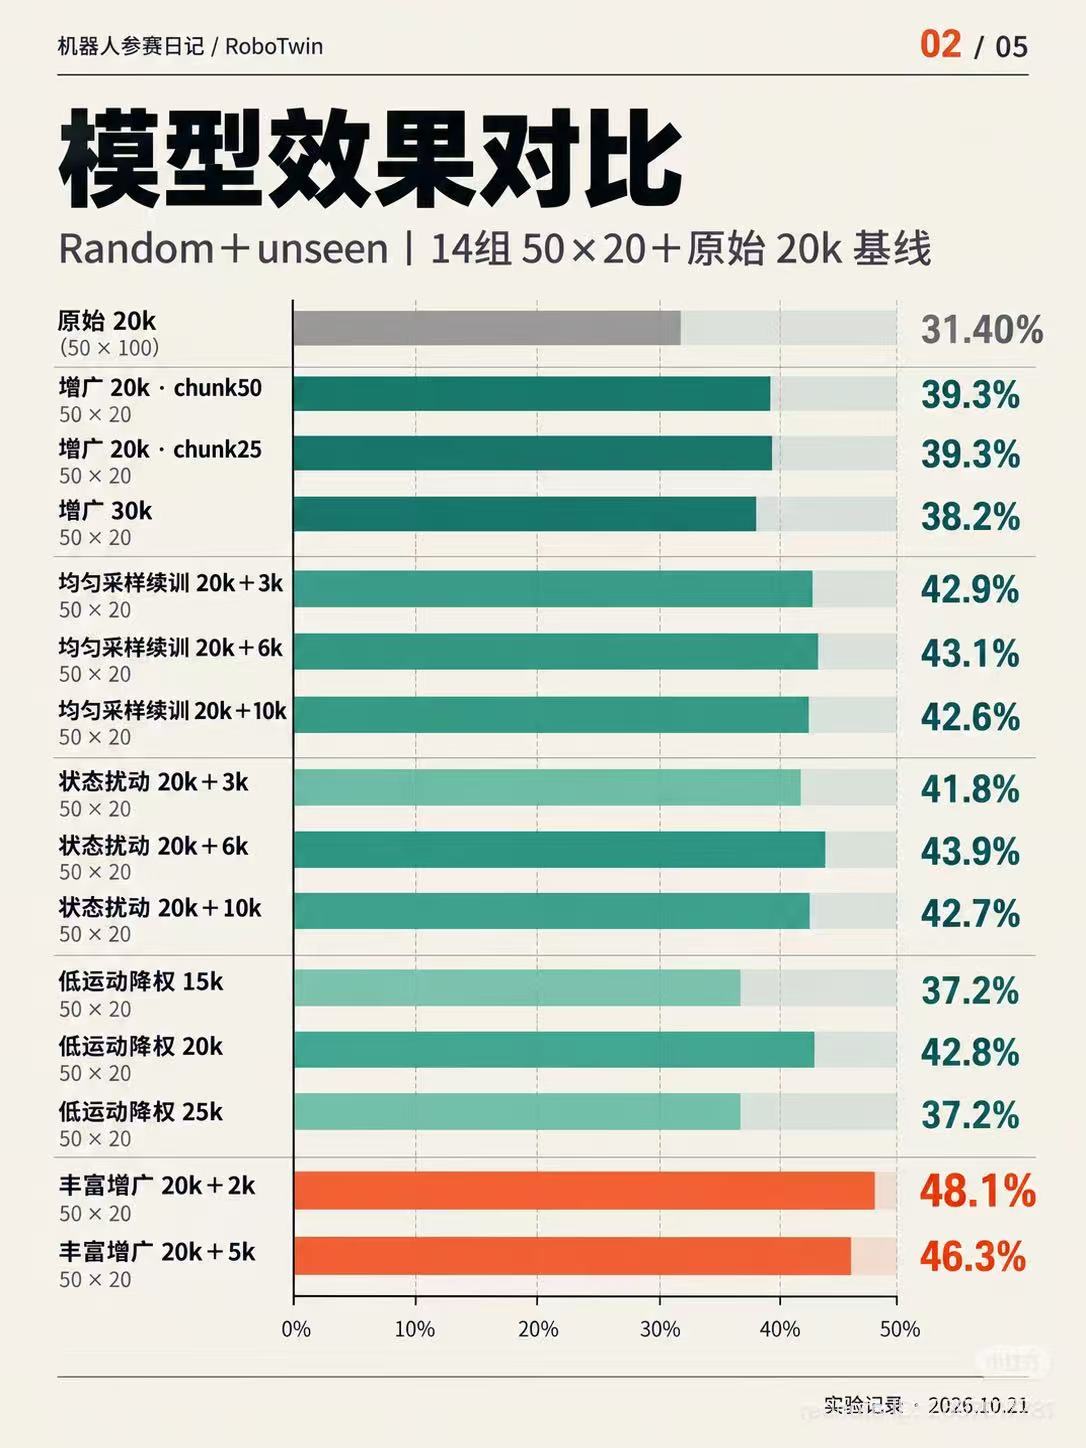 机器人参赛日记 / RoboTwin
02 / 05
模型效果对比
Random＋unseen | 14组 50×20＋原始 20k 基线
原始 20k
(50 × 100)
31.40%
增广 20k · chunk50
50 × 20
39.3%
增广 20k · chunk25
50 × 20
39.3%
增广 30k
50 × 20
38.2%
均匀采样续训 20k＋3k
50 × 20
42.9%
均匀采样续训 20k＋6k
50 × 20
43.1%
均匀采样续训 20k＋10k
50 × 20
42.6%
状态扰动 20k＋3k
50 × 20
41.8%
状态扰动 20k＋6k
50 × 20
43.9%
状态扰动 20k＋10k
50 × 20
42.7%
低运动降权 15k
50 × 20
37.2%
低运动降权 20k
50 × 20
42.8%
低运动降权 25k
50 × 20
37.2%
丰富增广 20k＋2k
50 × 20
48.1%
丰富增广 20k＋5k
50 × 20
46.3%
0% 10% 20% 30% 40% 50%
小红书
实验记录 · 2026.10.21